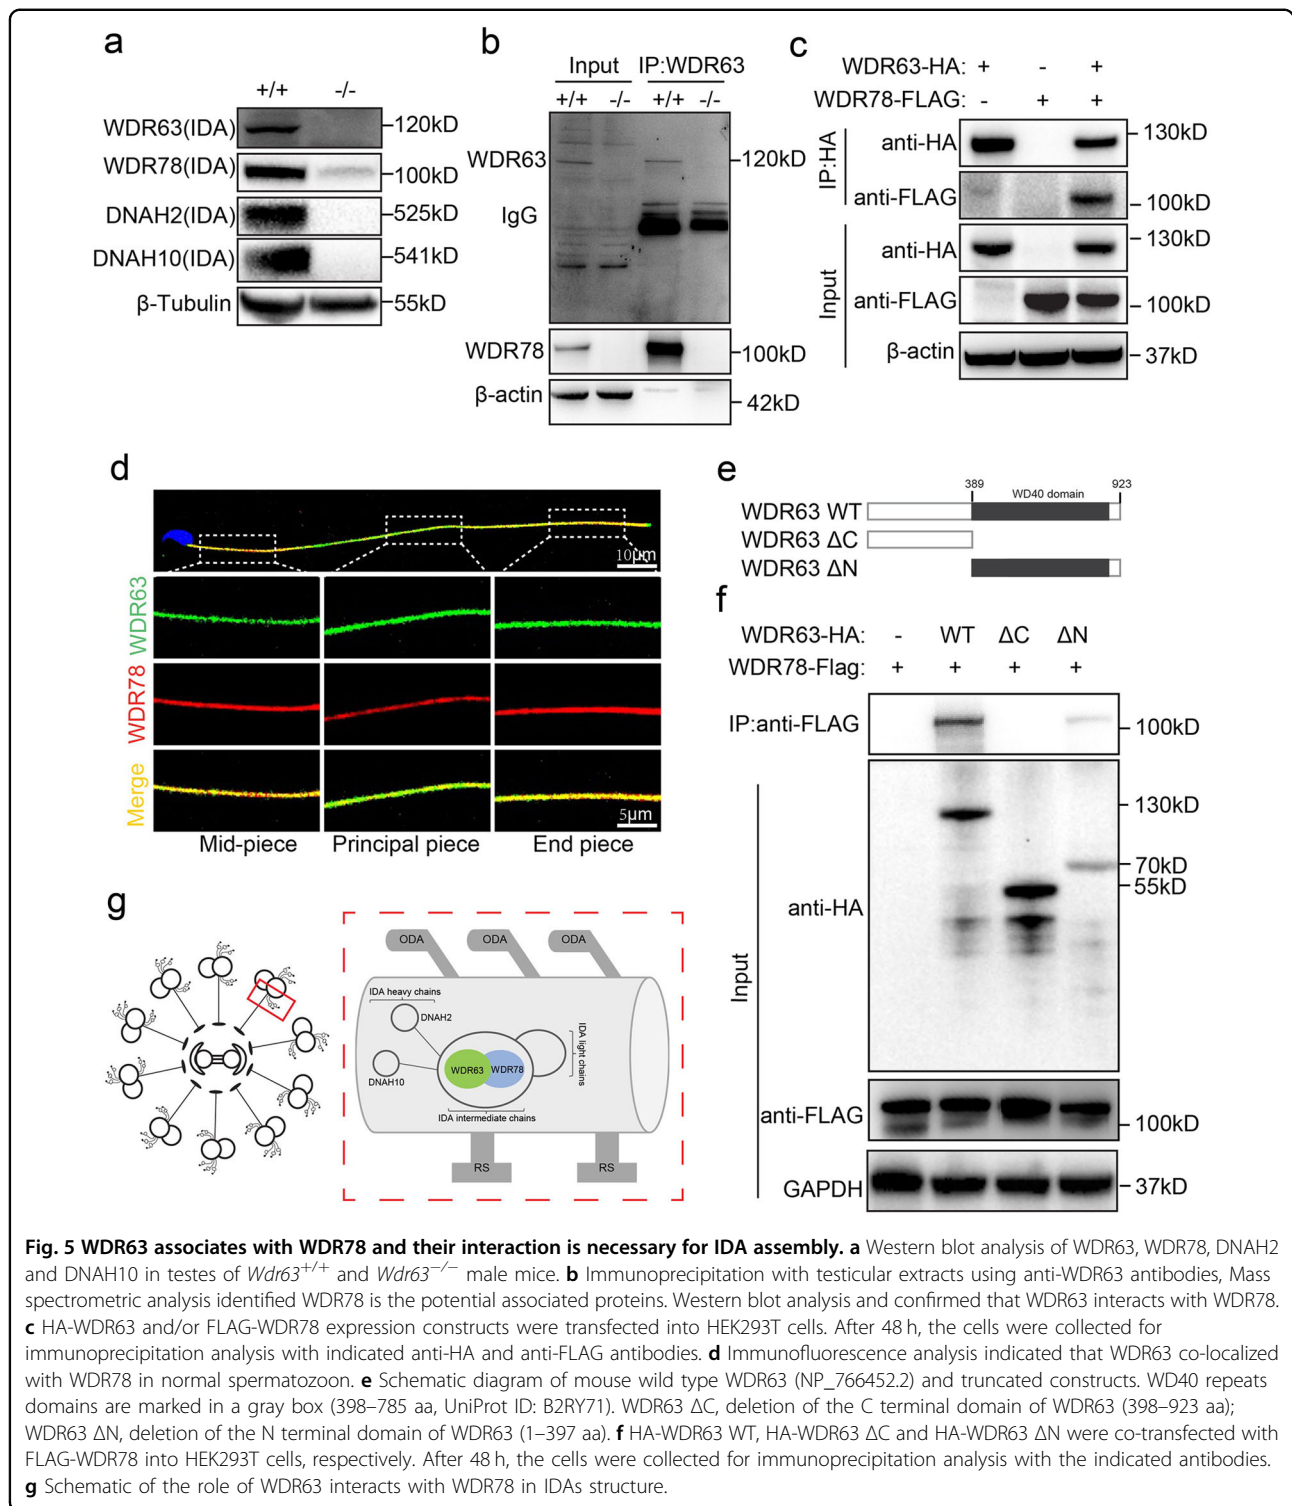 a
+/+ -/-
WDR63(IDA) 120kD
WDR78(IDA) 100kD
DNAH2(IDA) 525kD
DNAH10(IDA) 541kD
β-Tubulin 55kD
b
Input IP:WDR63
+/+ -/- +/+ -/-
WDR63 120kD
IgG
WDR78 100kD
β-actin 42kD
c
WDR63-HA: + - +
WDR78-FLAG: - + +
IP:HA
anti-HA 130kD
anti-FLAG 100kD
Input
anti-HA 130kD
anti-FLAG 100kD
β-actin 37kD
d
10μm
WDR63
WDR78
Merge
5μm
Mid-piece Principal piece End piece
e
389 WD40 domain 923
WDR63 WT
WDR63 ΔC
WDR63 ΔN
f
WDR63-HA: - WT ΔC ΔN
WDR78-Flag: + + + +
IP:anti-FLAG 100kD
Input
130kD
70kD
55kD
anti-HA
anti-FLAG 100kD
GAPDH 37kD
g
ODA ODA ODA
IDA heavy chains
DNAH2
DNAH10
WDR63 WDR78
IDA light chains
IDA intermediate chains
RS RS
Fig. 5 WDR63 associates with WDR78 and their interaction is necessary for IDA assembly. a Western blot analysis of WDR63, WDR78, DNAH2
and DNAH10 in testes of Wdr63+/+ and Wdr63−/− male mice. b Immunoprecipitation with testicular extracts using anti-WDR63 antibodies, Mass
spectrometric analysis identified WDR78 is the potential associated proteins. Western blot analysis and confirmed that WDR63 interacts with WDR78.
c HA-WDR63 and/or FLAG-WDR78 expression constructs were transfected into HEK293T cells. After 48 h, the cells were collected for
immunoprecipitation analysis with indicated anti-HA and anti-FLAG antibodies. d Immunofluorescence analysis indicated that WDR63 co-localized
with WDR78 in normal spermatozoon. e Schematic diagram of mouse wild type WDR63 (NP_766452.2) and truncated constructs. WD40 repeats
domains are marked in a gray box (398–785 aa, UniProt ID: B2RY71). WDR63 ΔC, deletion of the C terminal domain of WDR63 (398–923 aa);
WDR63 ΔN, deletion of the N terminal domain of WDR63 (1–397 aa). f HA-WDR63 WT, HA-WDR63 ΔC and HA-WDR63 ΔN were co-transfected with
FLAG-WDR78 into HEK293T cells, respectively. After 48 h, the cells were collected for immunoprecipitation analysis with the indicated antibodies.
g Schematic of the role of WDR63 interacts with WDR78 in IDAs structure.